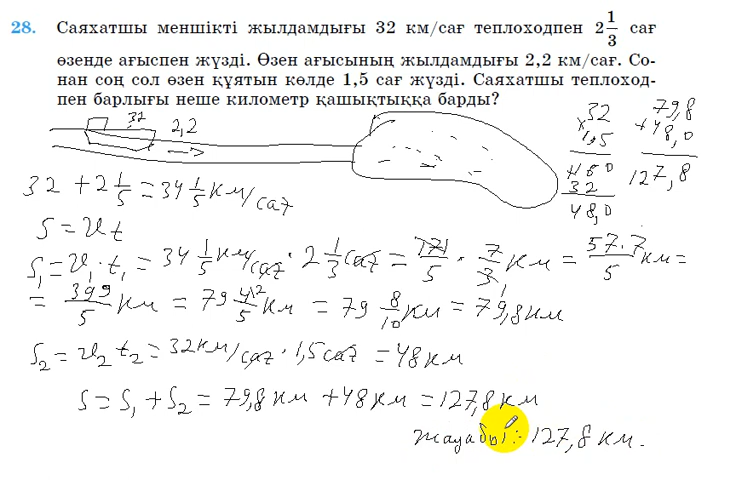 28. Саяхатшы меншікті жылдамдығы 32 км/сағ теплоходпен 2 1/3 сағ
өзенде ағыспен жүзді. Өзен ағысының жылдамдығы 2,2 км/сағ. Со-
нан соң сол өзен құятын көлде 1,5 сағ жүзді. Саяхатшы теплоход-
пен барлығы неше километр қашықтыққа барды?
32
2,2
32 × 1,5
160
32
48,0
79,8
+48,0
127,8
32 + 2 1/5 = 34 1/5 км/сағ
S = υt
S₁ = υ₁ · t₁ = 34 1/5 км/сағ · 2 1/3 сағ = 171/5 · 7/3 км = 57·7/5 км =
= 399/5 км = 79 4/5 км = 79 8/10 км = 79,8 км
S₂ = υ₂ t₂ = 32 км/сағ · 1,5 сағ = 48 км
S = S₁ + S₂ = 79,8 км + 48 км = 127,8 км
жауабы: 127,8 км.